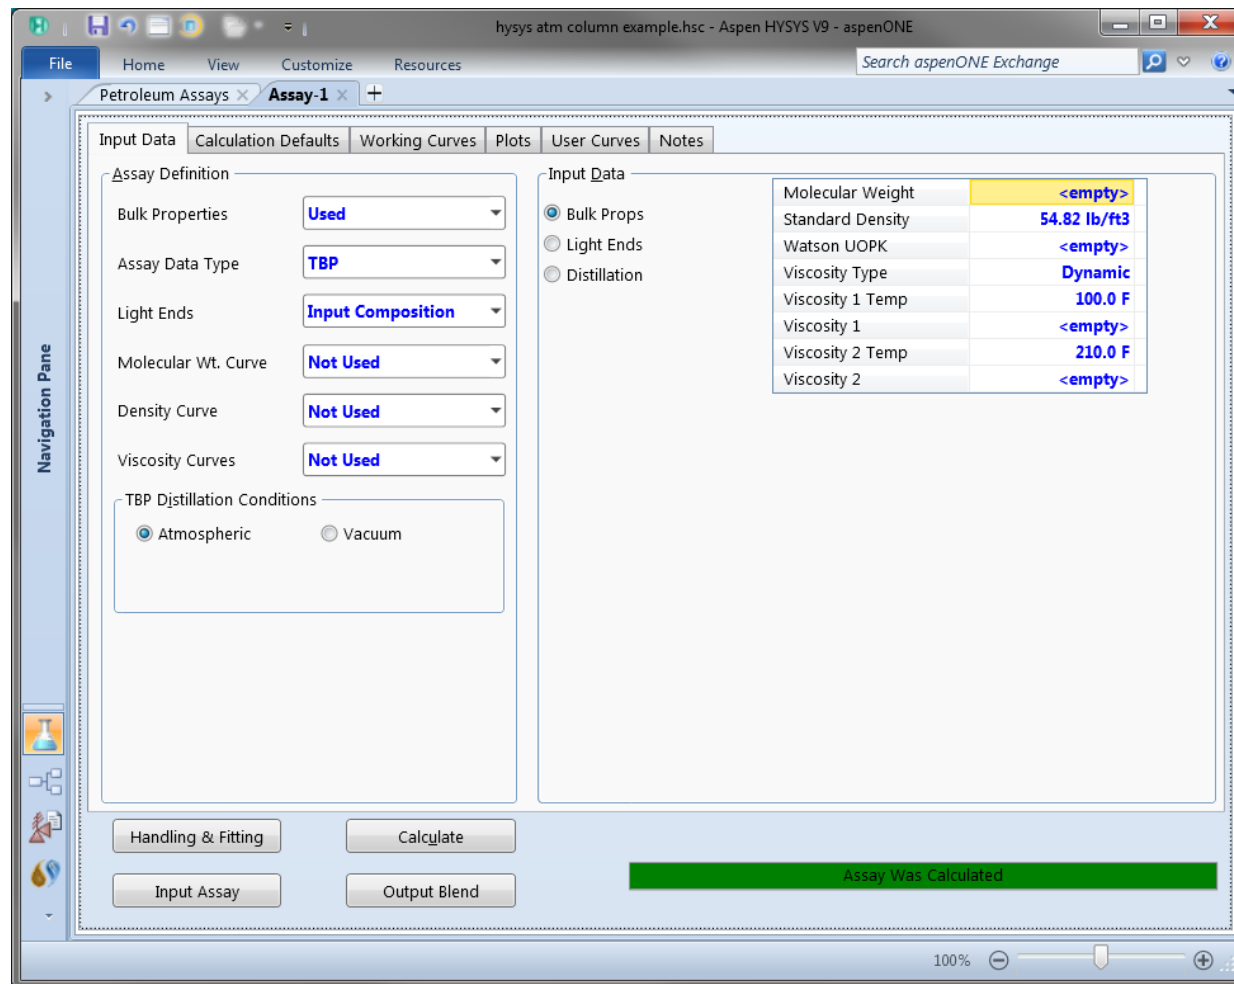 hysys atm column example.hsc - Aspen HYSYS V9 - aspenONE
File Home View Customize Resources Search aspenONE Exchange
Petroleum Assays Assay-1
Input Data Calculation Defaults Working Curves Plots User Curves Notes
Assay Definition
Bulk Properties Used
Assay Data Type TBP
Light Ends Input Composition
Molecular Wt. Curve Not Used
Density Curve Not Used
Viscosity Curves Not Used
TBP Distillation Conditions
Atmospheric Vacuum
Input Data
Bulk Props
Light Ends
Distillation
Molecular Weight <empty>
Standard Density 54.82 lb/ft3
Watson UOPK <empty>
Viscosity Type Dynamic
Viscosity 1 Temp 100.0 F
Viscosity 1 <empty>
Viscosity 2 Temp 210.0 F
Viscosity 2 <empty>
Navigation Pane
Handling & Fitting Calculate
Input Assay Output Blend
Assay Was Calculated
100%